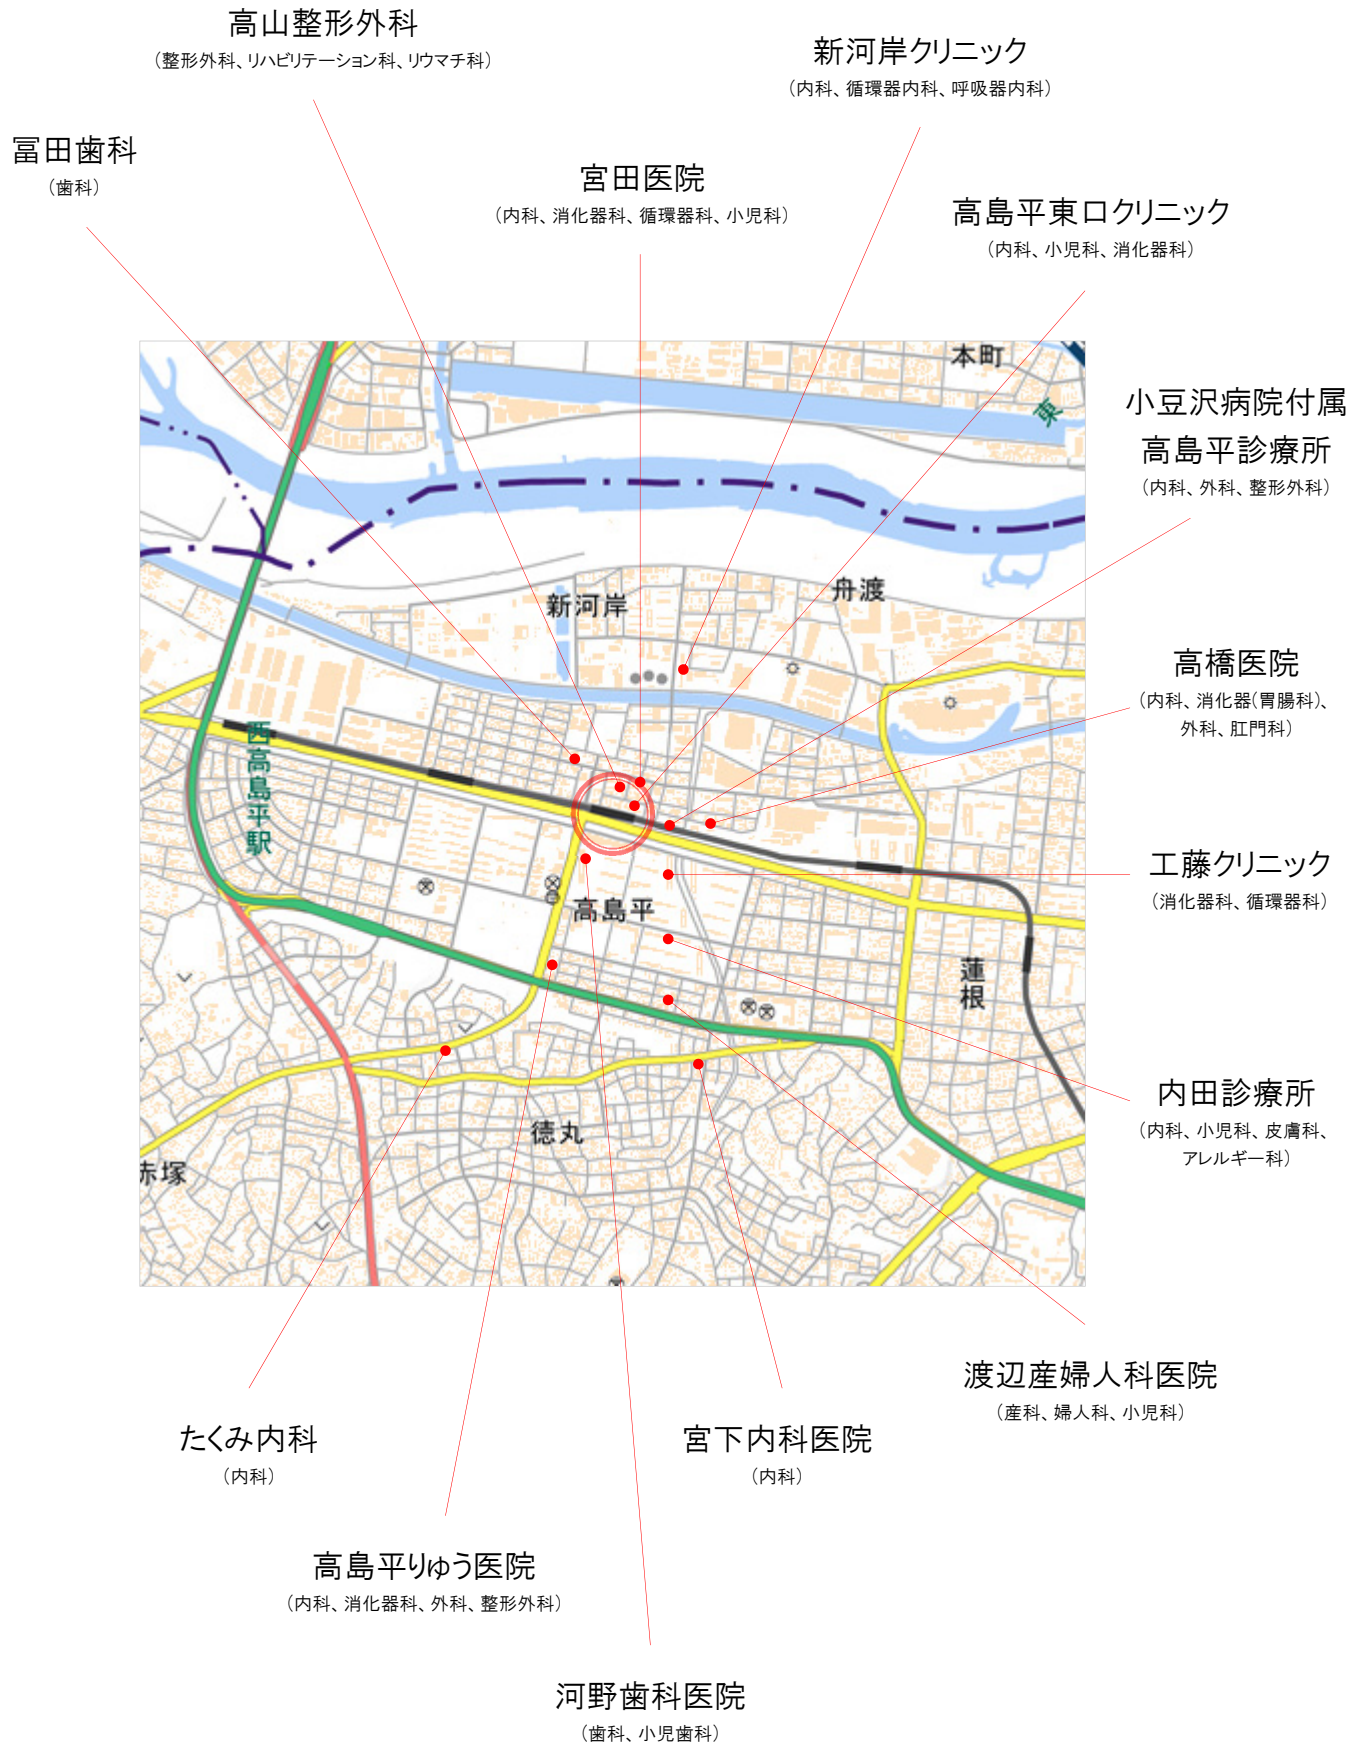 高山整形外科
（整形外科、リハビリテーション科、リウマチ科）
新河岸クリニック
（内科、循環器内科、呼吸器内科）
冨田歯科
（歯科）
宮田医院
（内科、消化器科、循環器科、小児科）
高島平東口クリニック
（内科、小児科、消化器科）
本町
東
小豆沢病院付属
高島平診療所
（内科、外科、整形外科）
新河岸
舟渡
高橋医院
（内科、消化器(胃腸科)、
外科、肛門科）
西高島平駅
工藤クリニック
（消化器科、循環器科）
高島平
蓮根
内田診療所
（内科、小児科、皮膚科、
アレルギー科）
徳丸
赤塚
渡辺産婦人科医院
（産科、婦人科、小児科）
たくみ内科
（内科）
宮下内科医院
（内科）
高島平りゅう医院
（内科、消化器科、外科、整形外科）
河野歯科医院
（歯科、小児歯科）